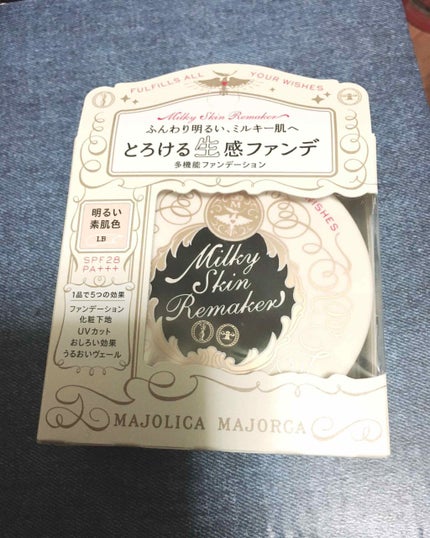 FULFILLS ALL YOUR WISHES
Milky Skin Remaker
ふんわり明るい、ミルキー肌へ
とろける生感ファンデ
多機能ファンデーション
明るい
素肌色
LB
SPF28
PA+++
1品で5つの効果
ファンデーション
化粧下地
UVカット
おしろい効果
うるおいヴェール
WISHES
M
Milky
Skin
Remaker
MAJOLICA MAJORCA